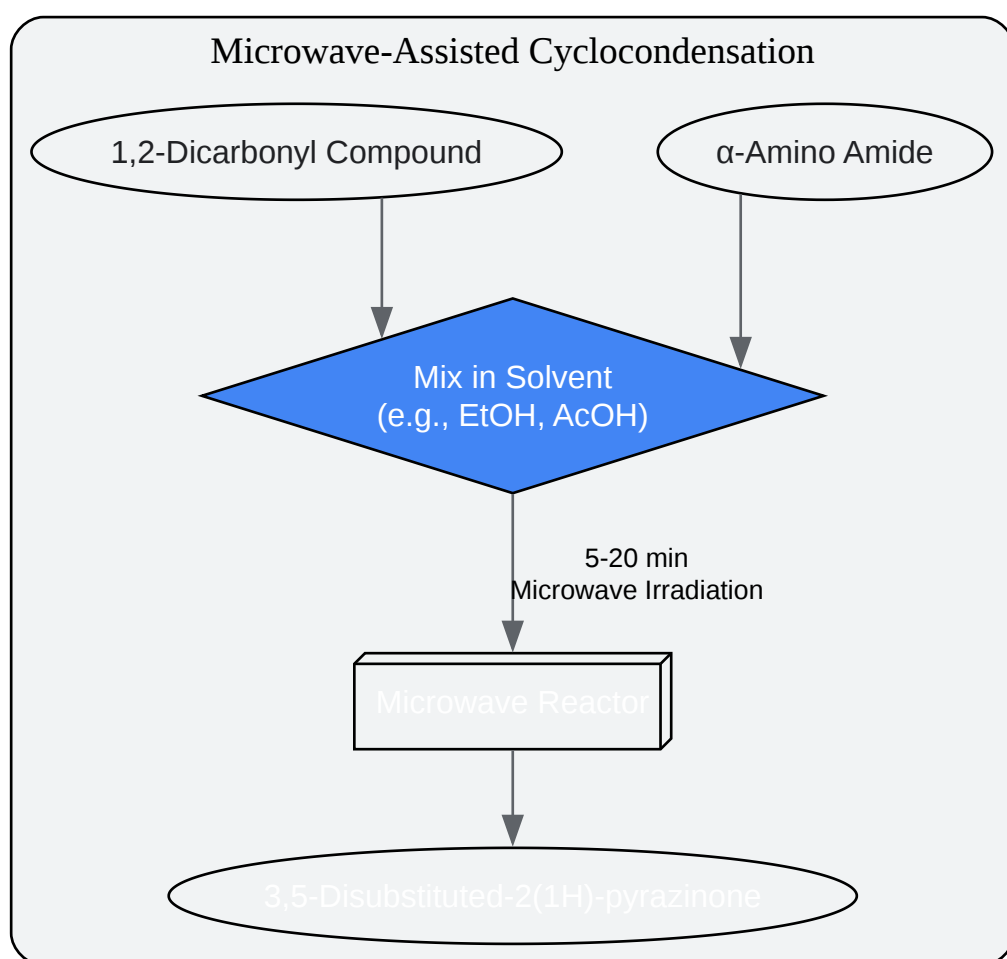 Microwave-Assisted Cyclocondensation
1,2-Dicarbonyl Compound
α-Amino Amide
Mix in Solvent
(e.g., EtOH, AcOH)
5-20 min
Microwave Irradiation
Microwave Reactor
3,5-Disubstituted-2(1H)-pyrazinone